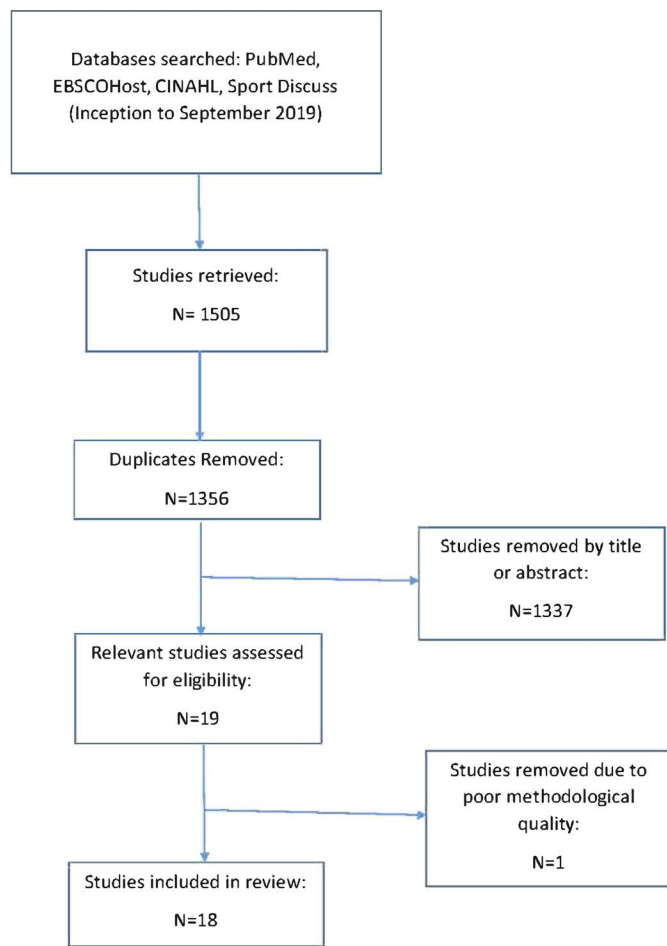 Databases searched: PubMed,
EBSCOHost, CINAHL, Sport Discuss
(Inception to September 2019)
Studies retrieved:
N= 1505
Duplicates Removed:
N=1356
Studies removed by title
or abstract:
N=1337
Relevant studies assessed
for eligibility:
N=19
Studies removed due to
poor methodological
quality:
N=1
Studies included in review:
N=18